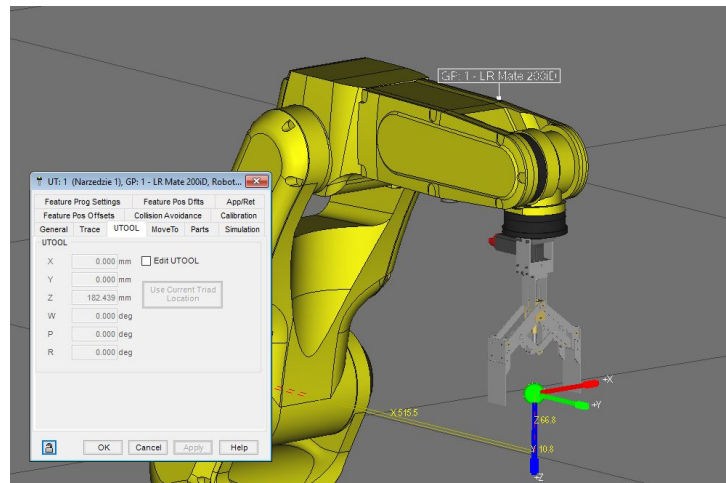 GP: 1 - LR Mate 200iD
UT: 1 (Narzedzie 1), GP: 1 - LR Mate 200iD, Robot...
Feature Prog Settings Feature Pos Dflts App/Ret
Feature Pos Offsets Collision Avoidance Calibration
General Trace UTOOL MoveTo Parts Simulation
UTOOL
X 0.000 mm Edit UTOOL
Y 0.000 mm
Use Current Triad
Location
Z 182.439 mm
W 0.000 deg
P 0.000 deg
R 0.000 deg
+X
+Y
X 515.5
Z 66.8
Y 10.8
+Z
OK Cancel Apply Help